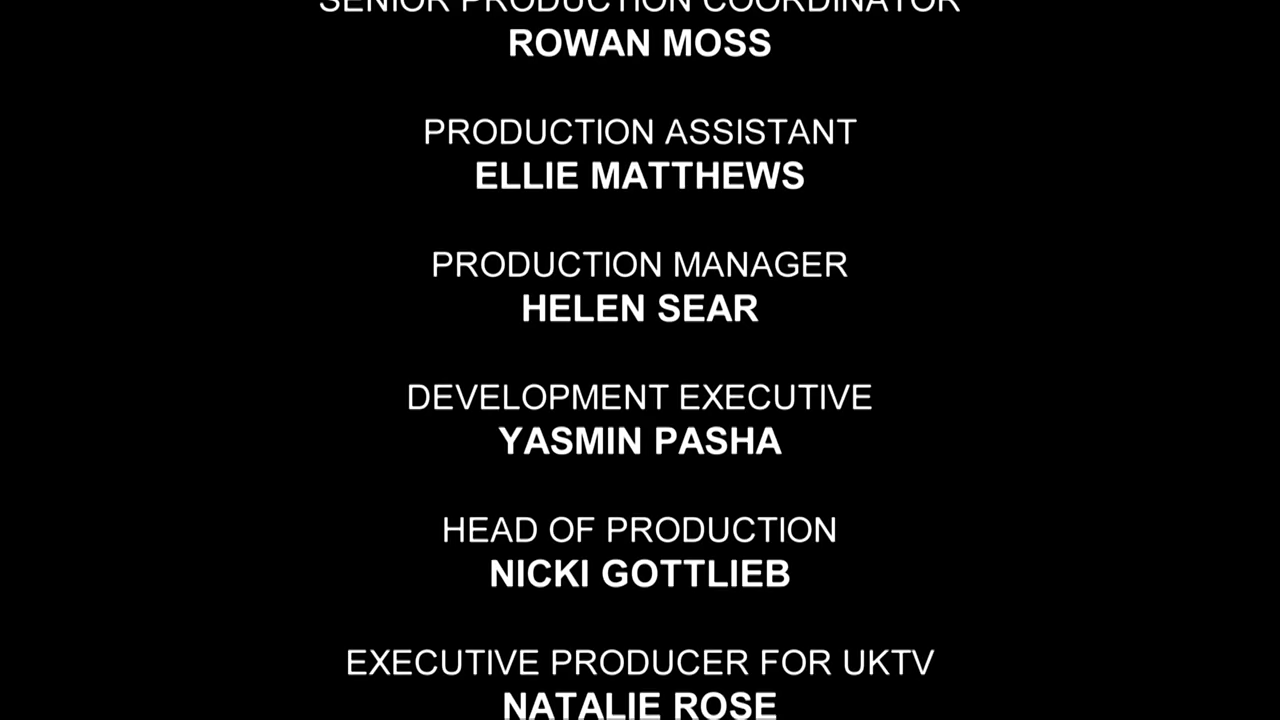 SENIOR PRODUCTION COORDINATOR
ROWAN MOSS
PRODUCTION ASSISTANT
ELLIE MATTHEWS
PRODUCTION MANAGER
HELEN SEAR
DEVELOPMENT EXECUTIVE
YASMIN PASHA
HEAD OF PRODUCTION
NICKI GOTTLIEB
EXECUTIVE PRODUCER FOR UKTV
NATALIE ROSE